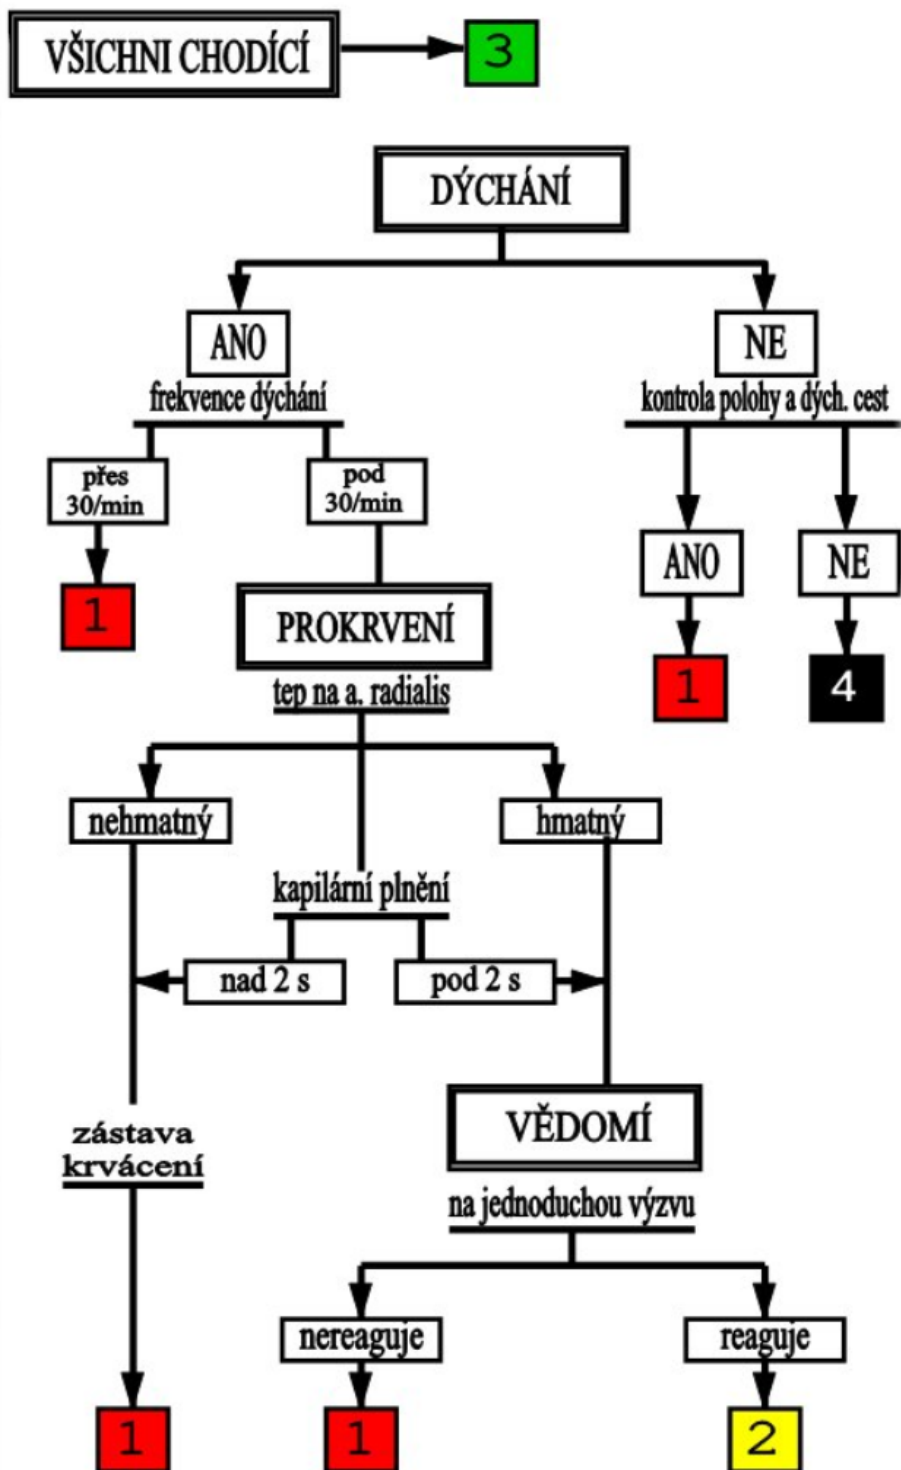 VŠICHNI CHODÍCÍ
3
DÝCHÁNÍ
ANO
NE
frekvence dýchání
kontrola polohy a dých. cest
přes
30/min
pod
30/min
ANO
NE
1
PROKRVENÍ
1
4
tep na a. radialis
nehmatný
hmatný
kapilární plnění
nad 2 s
pod 2 s
VĚDOMÍ
zástava
krvácení
na jednoduchou výzvu
nereaguje
reaguje
1
1
2